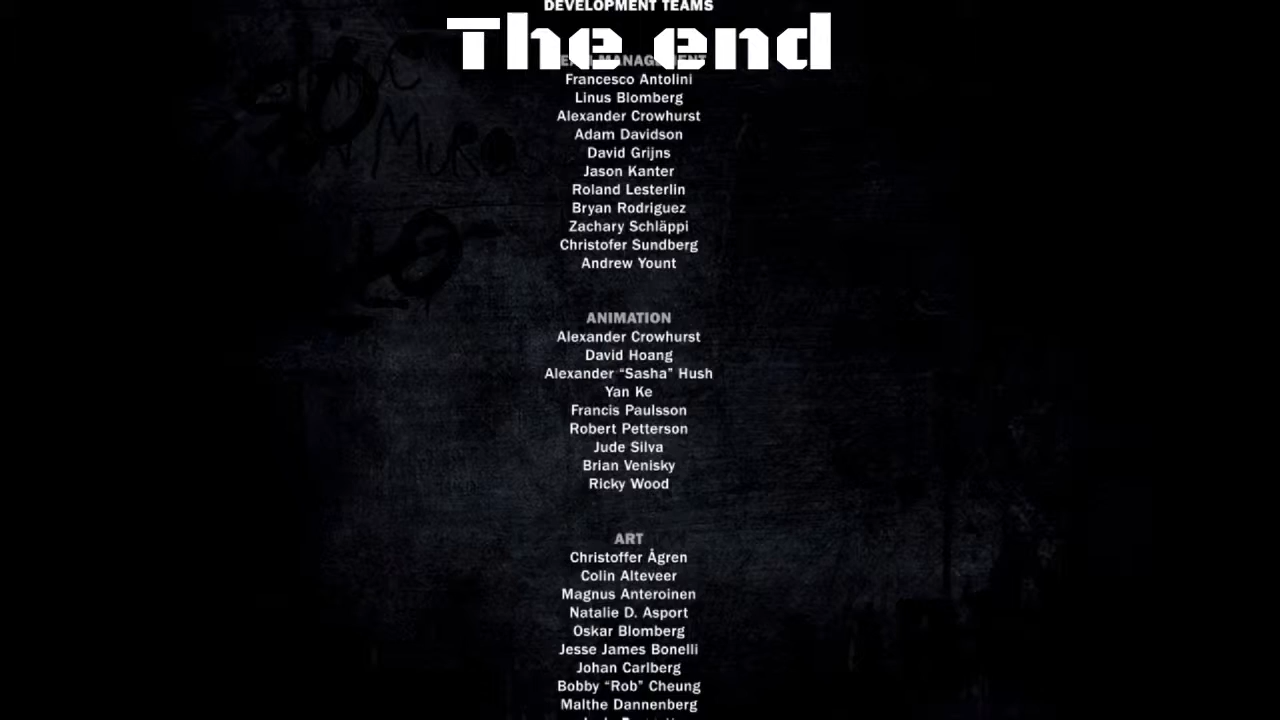 DEVELOPMENT TEAMS
The end
TEAM MANAGEMENT
Francesco Antolini
Linus Blomberg
Alexander Crowhurst
Adam Davidson
David Grijns
Jason Kanter
Roland Lesterlin
Bryan Rodriguez
Zachary Schläppi
Christofer Sundberg
Andrew Yount
ANIMATION
Alexander Crowhurst
David Hoang
Alexander “Sasha” Hush
Yan Ke
Francis Paulsson
Robert Petterson
Jude Silva
Brian Venisky
Ricky Wood
ART
Christoffer Ågren
Colin Alteveer
Magnus Anteroinen
Natalie D. Asport
Oskar Blomberg
Jesse James Bonelli
Johan Carlberg
Bobby “Rob” Cheung
Malthe Dannenberg